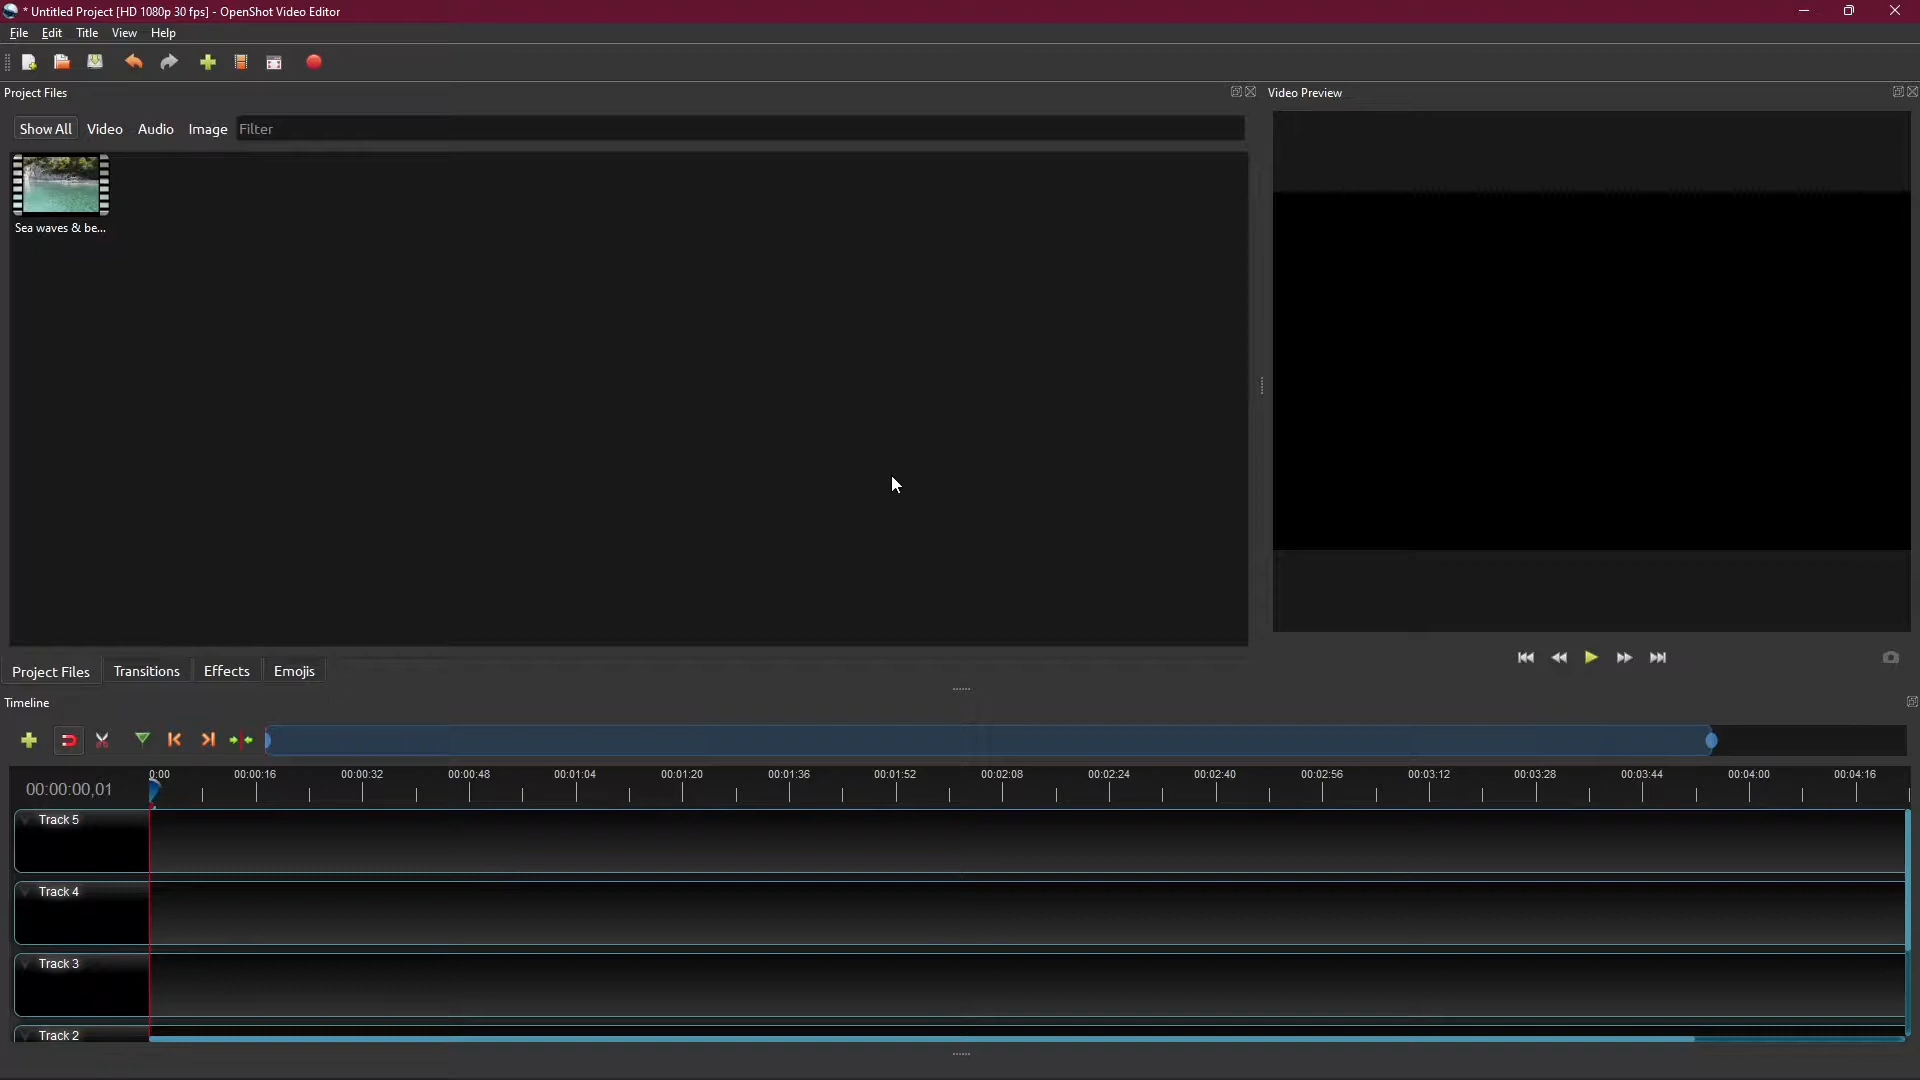 * Untitled Project [HD 1080p 30 fps] - OpenShot Video Editor
File Edit Title View Help
Project Files
Video Preview
Show All Video Audio Image Filter
Sea waves & be...
Project Files Transitions Effects Emojis
Timeline
00:00:00,01
0:00 00:00:16 00:00:32 00:00:48 00:01:04 00:01:20 00:01:36 00:01:52 00:02:08 00:02:24 00:02:40 00:02:56 00:03:12 00:03:28 00:03:44 00:04:00 00:04:16
Track 5
Track 4
Track 3
Track 2